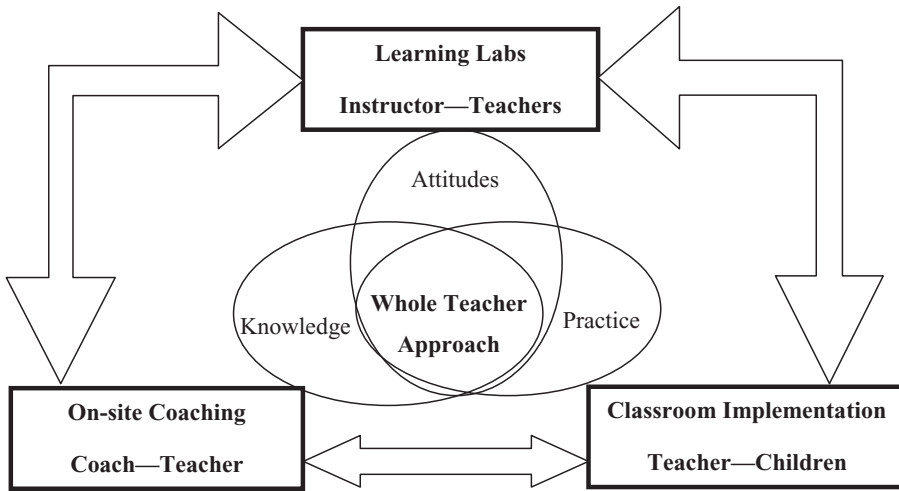 Learning Labs
Instructor—Teachers
Attitudes
Knowledge
Whole Teacher
Approach
Practice
On-site Coaching
Coach—Teacher
Classroom Implementation
Teacher—Children